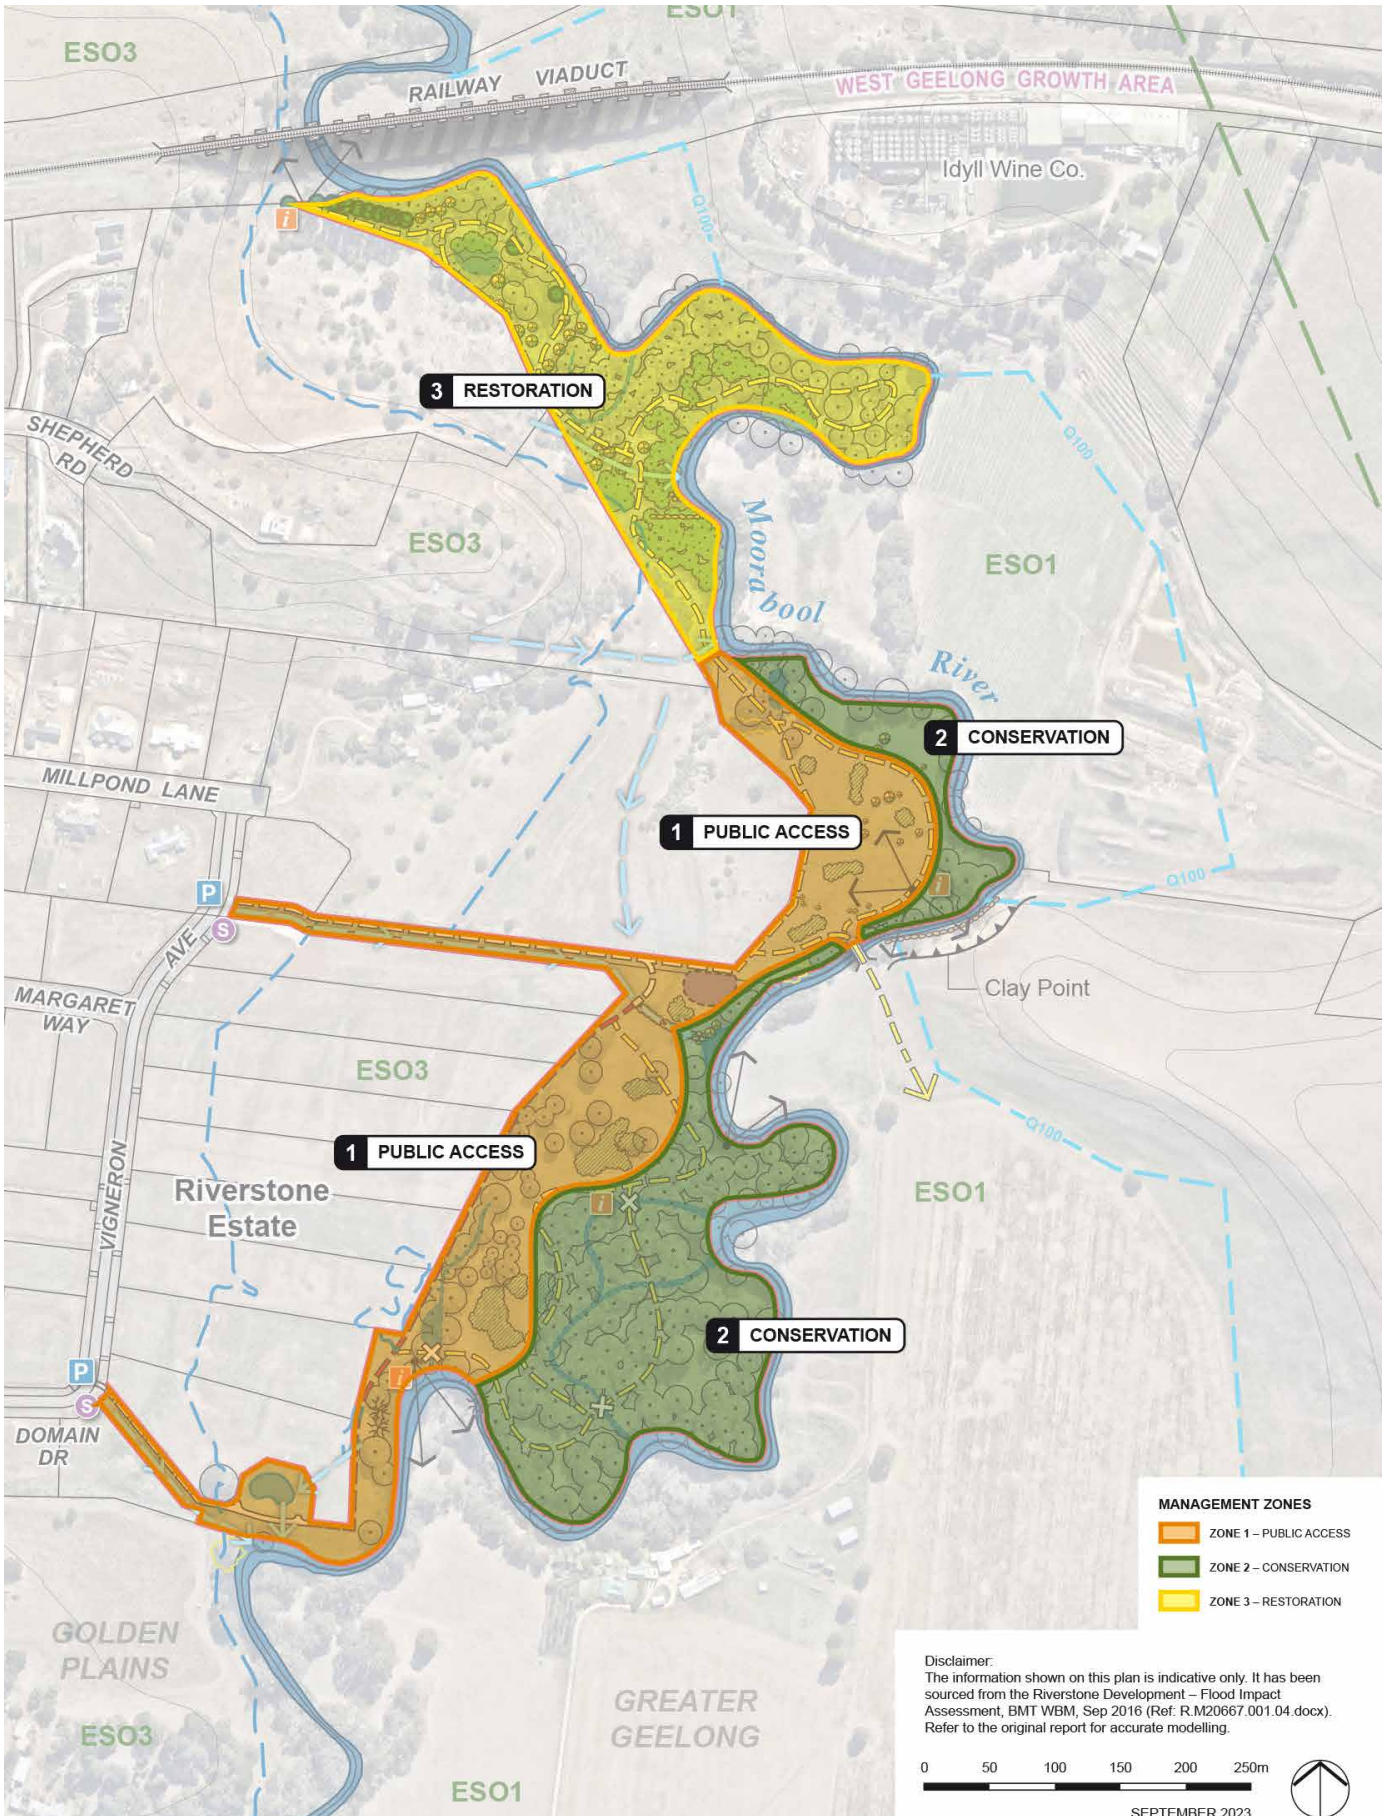 ESO1
ESO3
RAILWAY VIADUCT
WEST GEELONG GROWTH AREA
Idyll Wine Co.
i
Q100
3 RESTORATION
SHEPHERD
RD
Q100
ESO3
Moorabool
River
ESO1
2 CONSERVATION
MILLPOND LANE
1 PUBLIC ACCESS
P
S
i
Q100
AVE
MARGARET
WAY
Clay Point
ESO3
Q100
1 PUBLIC ACCESS
VIGNERON
Riverstone
Estate
ESO1
i
2 CONSERVATION
P
S
i
DOMAIN
DR
MANAGEMENT ZONES
ZONE 1 – PUBLIC ACCESS
ZONE 2 – CONSERVATION
ZONE 3 – RESTORATION
GOLDEN
PLAINS
GREATER
GEELONG
ESO3
ESO1
Disclaimer:
The information shown on this plan is indicative only. It has been
sourced from the Riverstone Development – Flood Impact
Assessment, BMT WBM, Sep 2016 (Ref: R.M20667.001.04.docx).
Refer to the original report for accurate modelling.
0 50 100 150 200 250m
SEPTEMBER 2023